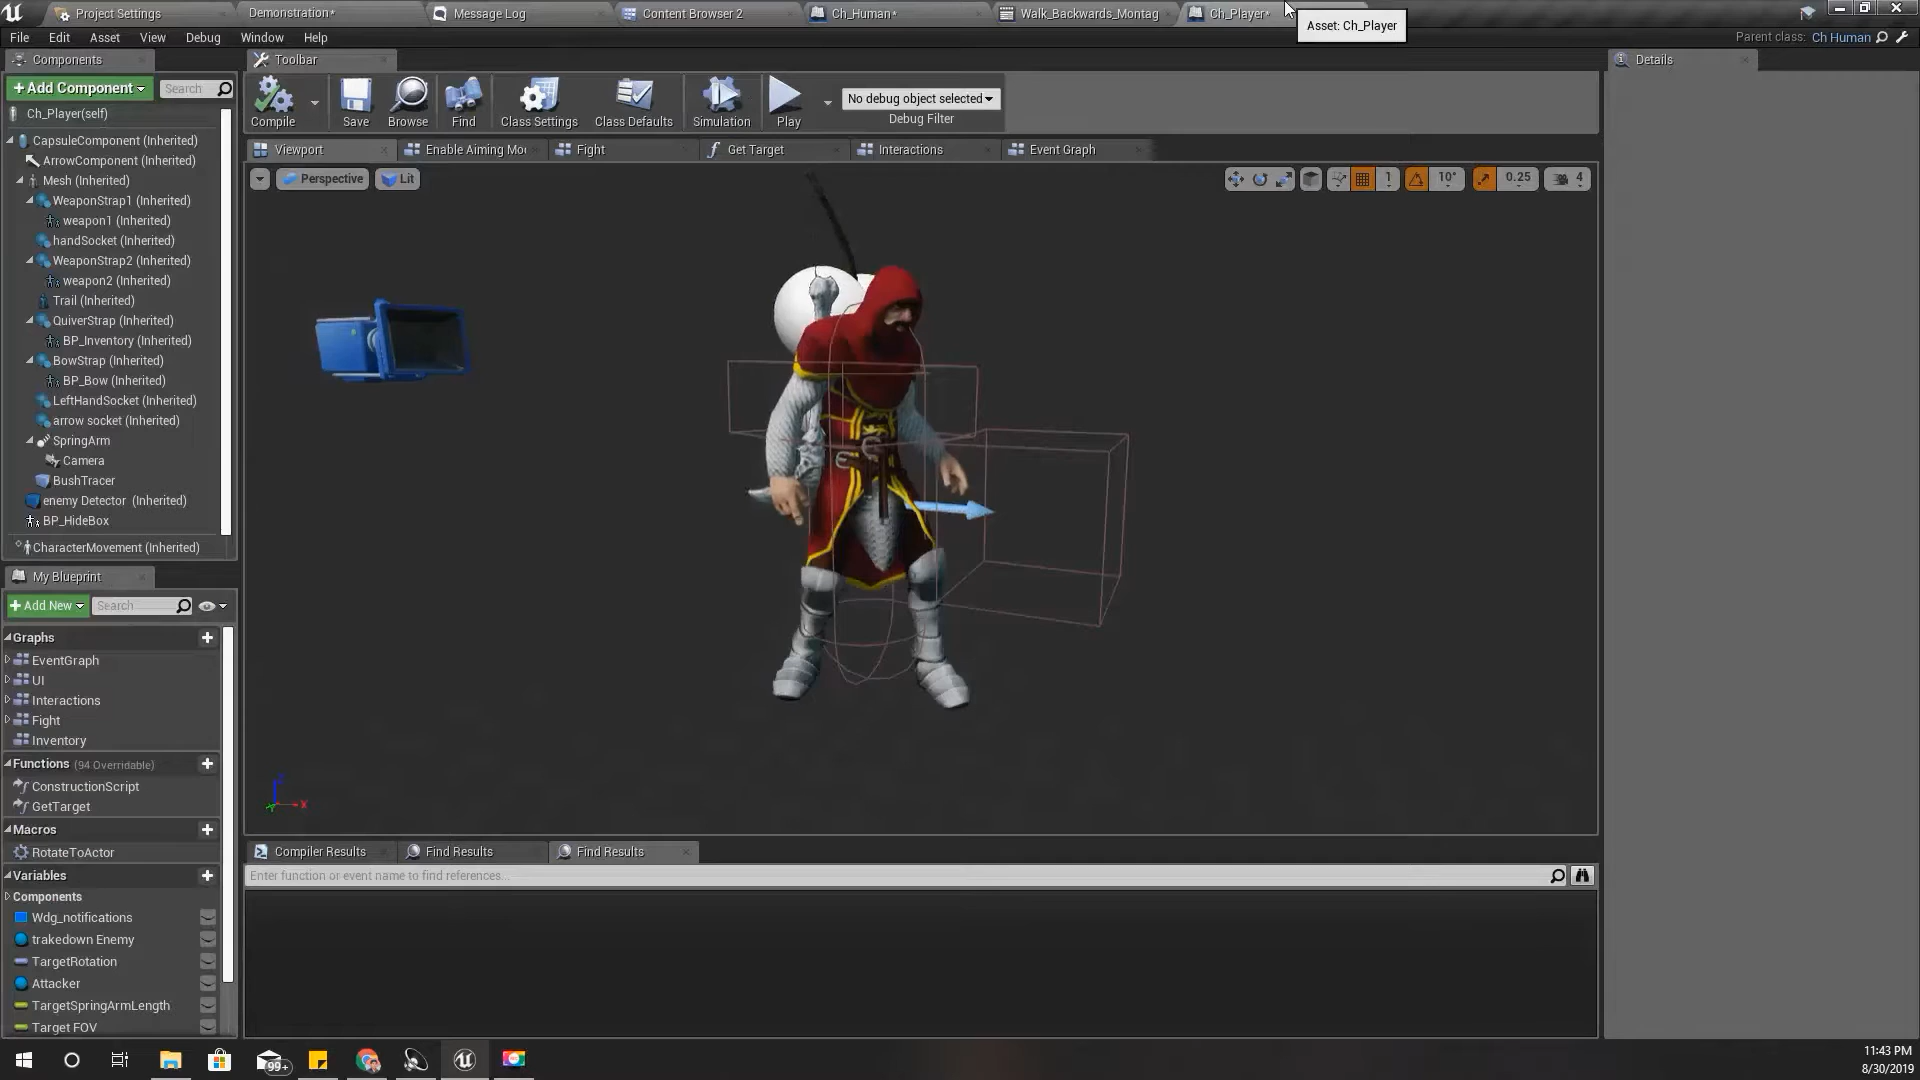 Project Settings
Demonstration*
Message Log
Content Browser 2
Ch_Human*
Walk_Backwards_Montag
Ch_Player*
Asset: Ch_Player
File Edit Asset View Debug Window Help
Parent class: Ch Human
Components
Toolbar
Details
+Add Component
Search
Compile
Save
Browse
Find
Class Settings
Class Defaults
Simulation
Play
No debug object selected
Debug Filter
Ch_Player(self)
CapsuleComponent (Inherited)
ArrowComponent (Inherited)
Mesh (Inherited)
WeaponStrap1 (Inherited)
weapon1 (Inherited)
handSocket (Inherited)
WeaponStrap2 (Inherited)
weapon2 (Inherited)
Trail (Inherited)
QuiverStrap (Inherited)
BP_Inventory (Inherited)
BowStrap (Inherited)
BP_Bow (Inherited)
LeftHandSocket (Inherited)
arrow socket (Inherited)
SpringArm
Camera
BushTracer
enemy Detector (Inherited)
BP_HideBox
CharacterMovement (Inherited)
Viewport
Enable Aiming Mo
Fight
Get Target
Interactions
Event Graph
Perspective
Lit
1
10°
0.25
4
X
My Blueprint
+Add New
Search
Graphs
EventGraph
UI
Interactions
Fight
Inventory
Functions (94 Overridable)
ConstructionScript
GetTarget
Macros
RotateToActor
Variables
Components
Wdg_notifications
trakedown Enemy
TargetRotation
Attacker
TargetSpringArmLength
Target FOV
Compiler Results
Find Results
Find Results
Enter function or event name to find references...
99+
11:43 PM
8/30/2019